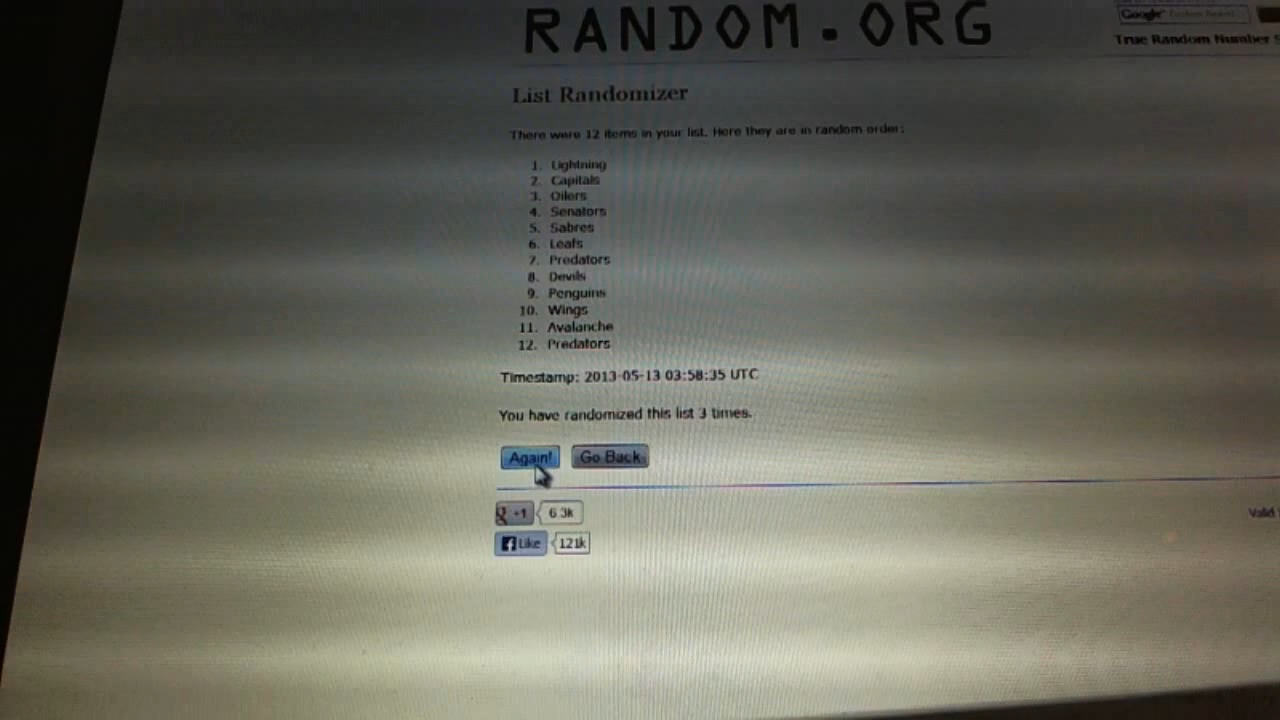 RANDOM.ORG
Google
True Random Number
List Randomizer
There were 12 items in your list. Here they are in random order:
1. Lightning
2. Capitals
3. Oilers
4. Senators
5. Sabres
6. Leafs
7. Predators
8. Devils
9. Penguins
10. Wings
11. Avalanche
12. Predators
Timestamp: 2013-05-13 03:58:35 UTC
You have randomized this list 3 times.
Again! Go Back
+1 6.3k
Valid
Like 121k